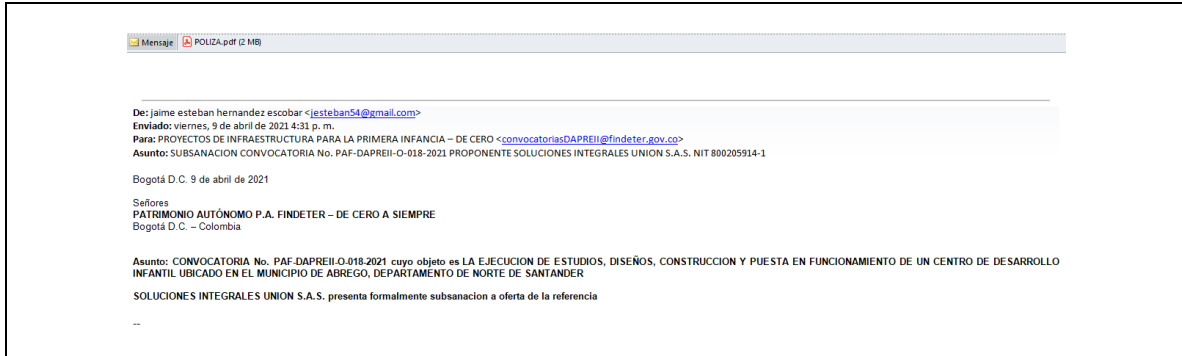 Mensaje POLIZA.pdf (2 MB)
De: jaime esteban hernandez escobar <jesteban54@gmail.com>
Enviado: viernes, 9 de abril de 2021 4:31 p. m.
Para: PROYECTOS DE INFRAESTRUCTURA PARA LA PRIMERA INFANCIA – DE CERO <convocatoriasDAPREII@findeter.gov.co>
Asunto: SUBSANACION CONVOCATORIA No. PAF-DAPREII-O-018-2021 PROPONENTE SOLUCIONES INTEGRALES UNION S.A.S. NIT 800205914-1
Bogotá D.C. 9 de abril de 2021
Señores
PATRIMONIO AUTÓNOMO P.A. FINDETER – DE CERO A SIEMPRE
Bogotá D.C. – Colombia
Asunto: CONVOCATORIA No. PAF-DAPREII-O-018-2021 cuyo objeto es LA EJECUCION DE ESTUDIOS, DISEÑOS, CONSTRUCCION Y PUESTA EN FUNCIONAMIENTO DE UN CENTRO DE DESARROLLO
INFANTIL UBICADO EN EL MUNICIPIO DE ABREGO, DEPARTAMENTO DE NORTE DE SANTANDER
SOLUCIONES INTEGRALES UNION S.A.S. presenta formalmente subsanacion a oferta de la referencia
--